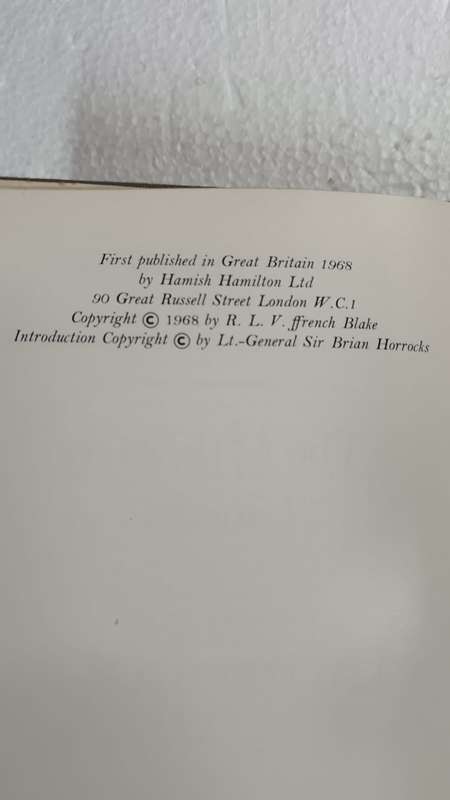 First published in Great Britain 1968
by Hamish Hamilton Ltd
90 Great Russell Street London W.C.1
Copyright © 1968 by R. L. V. ffrench Blake
Introduction Copyright © by Lt.-General Sir Brian Horrocks